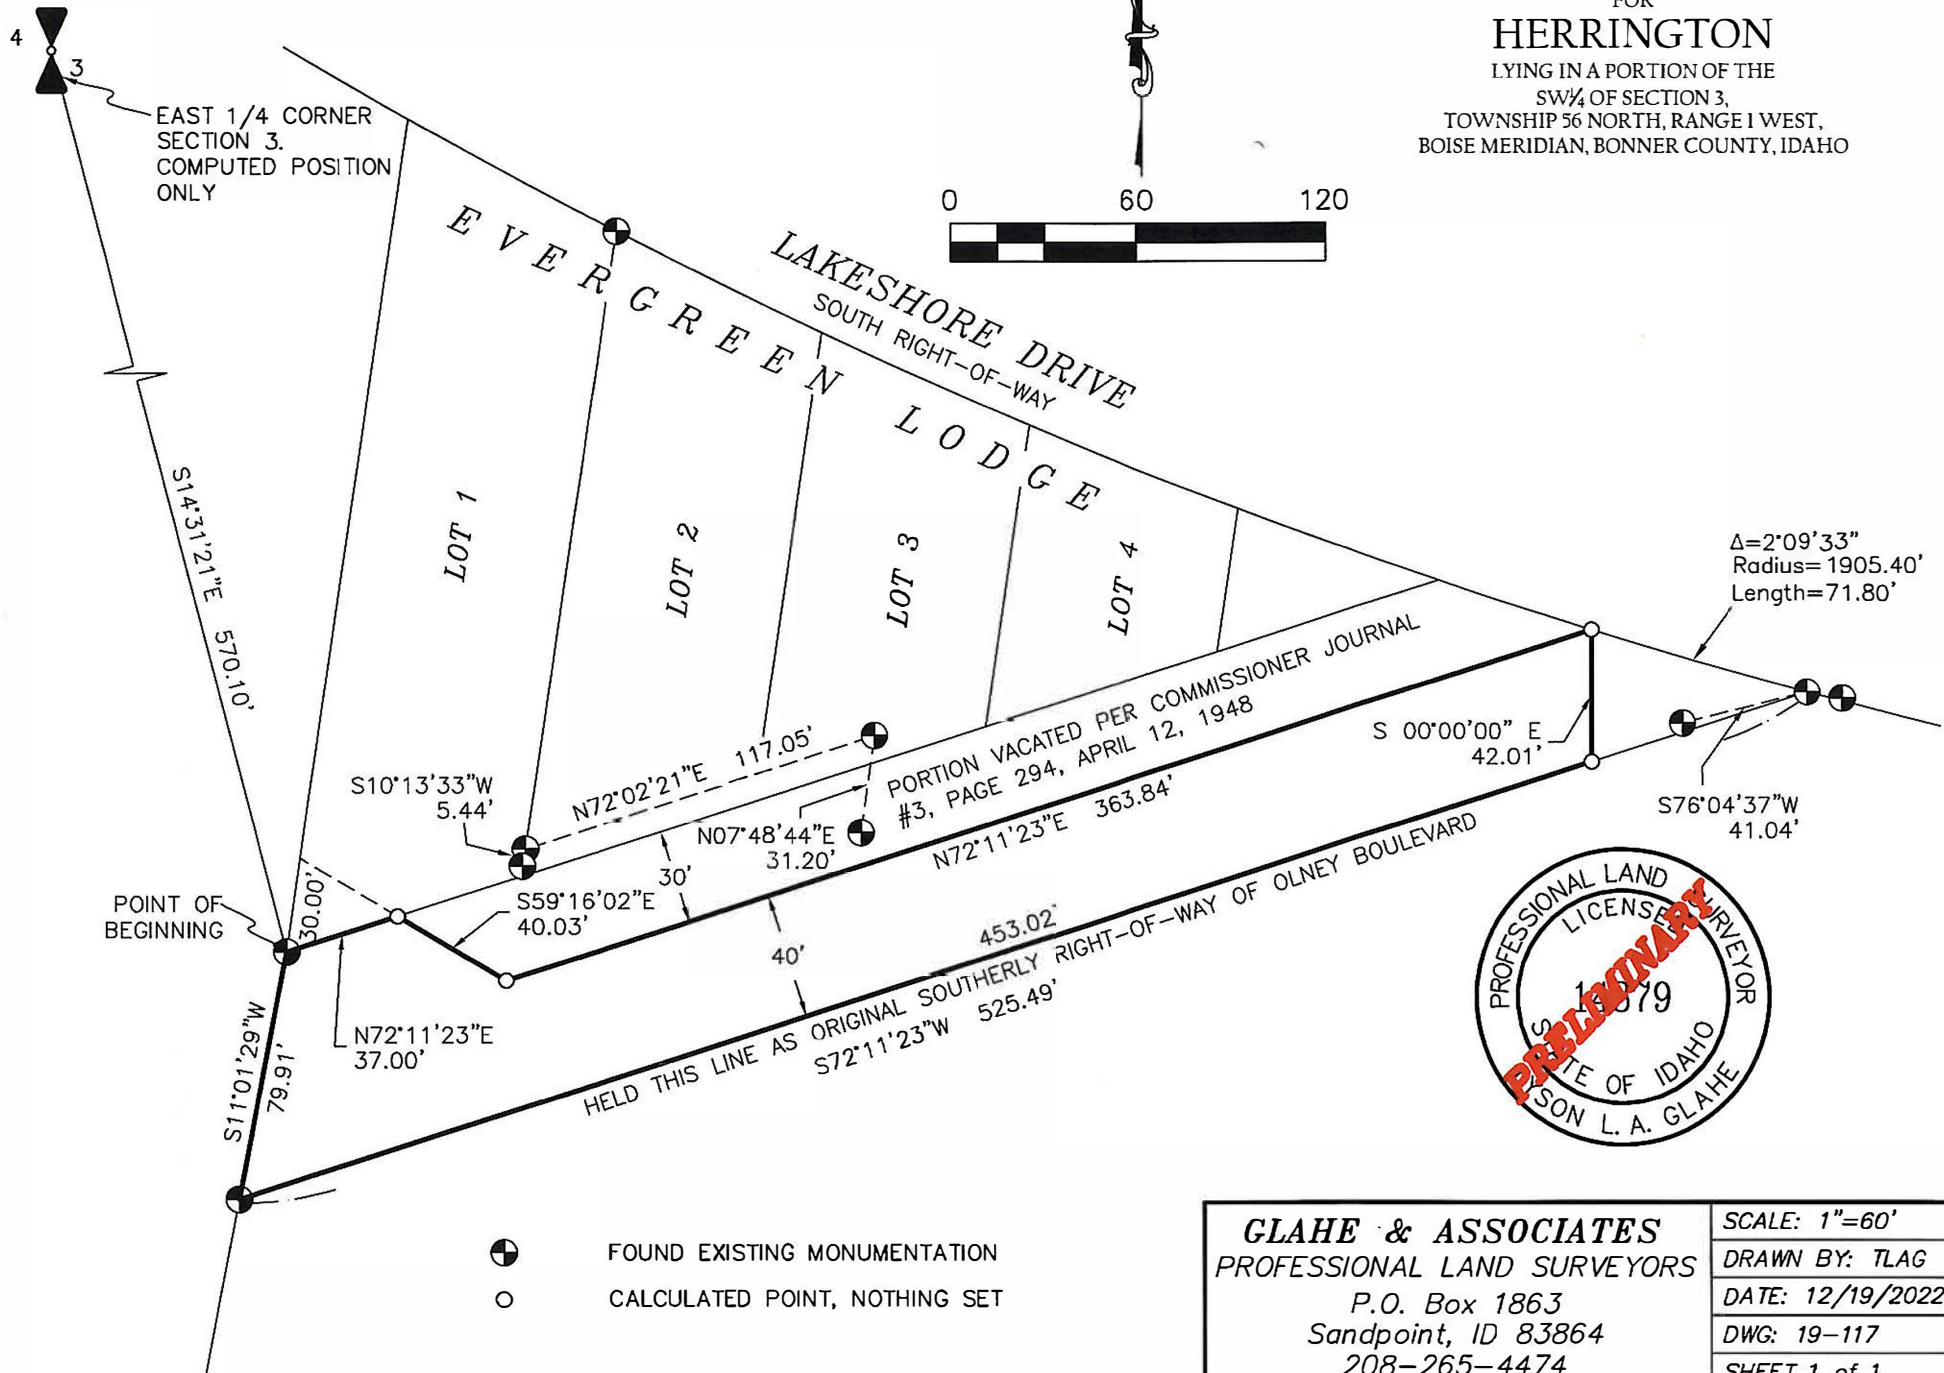 4
3
EAST 1/4 CORNER
SECTION 3.
COMPUTED POSITION
ONLY
FOR
HERRINGTON
LYING IN A PORTION OF THE
SW¼ OF SECTION 3,
TOWNSHIP 56 NORTH, RANGE 1 WEST,
BOISE MERIDIAN, BONNER COUNTY, IDAHO
0 60 120
EVERGREEN LODGE
LAKESHORE DRIVE
SOUTH RIGHT-OF-WAY
S14°31'21"E 570.10'
LOT 1
LOT 2
LOT 3
LOT 4
Δ=2°09'33"
Radius=1905.40'
Length=71.80'
PORTION VACATED PER COMMISSIONER JOURNAL
#3, PAGE 294, APRIL 12, 1948
S 00°00'00" E
42.01'
S76°04'37"W
41.04'
N72°02'21"E 117.05'
S10°13'33"W
5.44'
N07°48'44"E
31.20'
N72°11'23"E 363.84'
30'
S59°16'02"E
40.03'
30.00'
POINT OF
BEGINNING
40'
453.02'
HELD THIS LINE AS ORIGINAL SOUTHERLY RIGHT-OF-WAY OF OLNEY BOULEVARD
S72°11'23"W 525.49'
N72°11'23"E
37.00'
S11°01'29"W
79.91'
PROFESSIONAL LAND SURVEYOR
LICENSED
PRELIMINARY
STATE OF IDAHO
YSON L. A. GLAHE
FOUND EXISTING MONUMENTATION
CALCULATED POINT, NOTHING SET
GLAHE & ASSOCIATES
PROFESSIONAL LAND SURVEYORS
P.O. Box 1863
Sandpoint, ID 83864
208-265-4474
SCALE: 1"=60'
DRAWN BY: TLAG
DATE: 12/19/2022
DWG: 19-117
SHEET 1 of 1